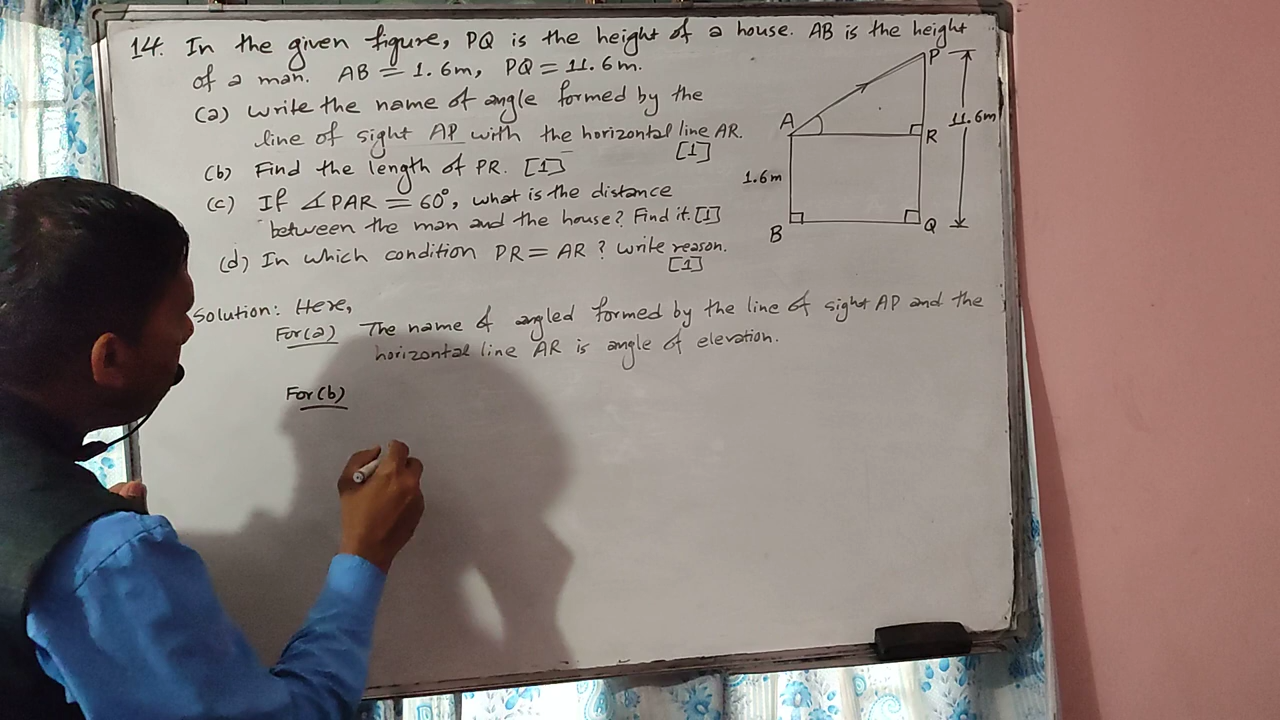 14. In the given figure, PQ is the height of a house. AB is the height
of a man. AB = 1.6m, PQ = 11.6m.
(a) Write the name of angle formed by the
line of sight AP with the horizontal line AR.
[1]
(b) Find the length of PR. [1]
(c) If ∡PAR = 60°, what is the distance
between the man and the house? Find it. [1]
(d) In which condition PR = AR? Write reason.
[1]
P
A
11.6m
R
1.6m
B
Q
Solution: Here,
For(a) The name of angled formed by the line of sight AP and the
horizontal line AR is angle of elevation.
For(b)